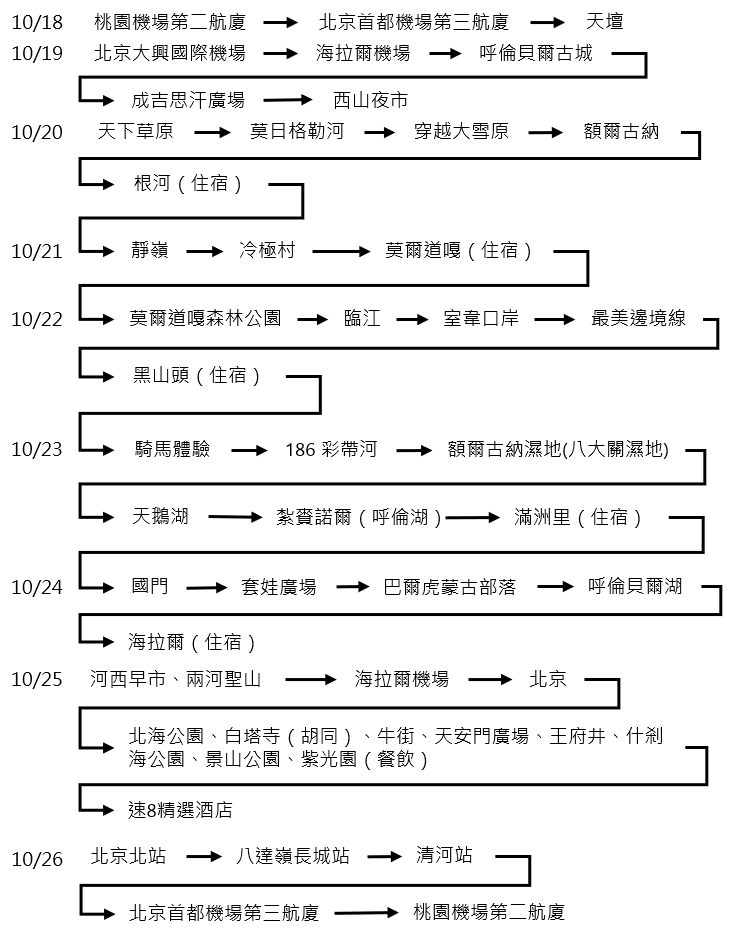 10/18 桃園機場第二航廈 北京首都機場第三航廈 天壇
10/19 北京大興國際機場 海拉爾機場 呼倫貝爾古城
成吉思汗廣場 西山夜市
10/20 天下草原 莫日格勒河 穿越大雪原 額爾古納
根河（住宿）
10/21 靜嶺 冷極村 莫爾道嘎（住宿）
10/22 莫爾道嘎森林公園 臨江 室韋口岸 最美邊境線
黑山頭（住宿）
10/23 騎馬體驗 186 彩帶河 額爾古納濕地(八大關濕地)
天鵝湖 紮賚諾爾（呼倫湖） 滿洲里（住宿）
10/24 國門 套娃廣場 巴爾虎蒙古部落 呼倫貝爾湖
海拉爾（住宿）
10/25 河西早市、兩河聖山 海拉爾機場 北京
北海公園、白塔寺（胡同）、牛街、天安門廣場、王府井、什剎
海公園、景山公園、紫光園（餐飲）
速8精選酒店
10/26 北京北站 八達嶺長城站 清河站
北京首都機場第三航廈 桃園機場第二航廈